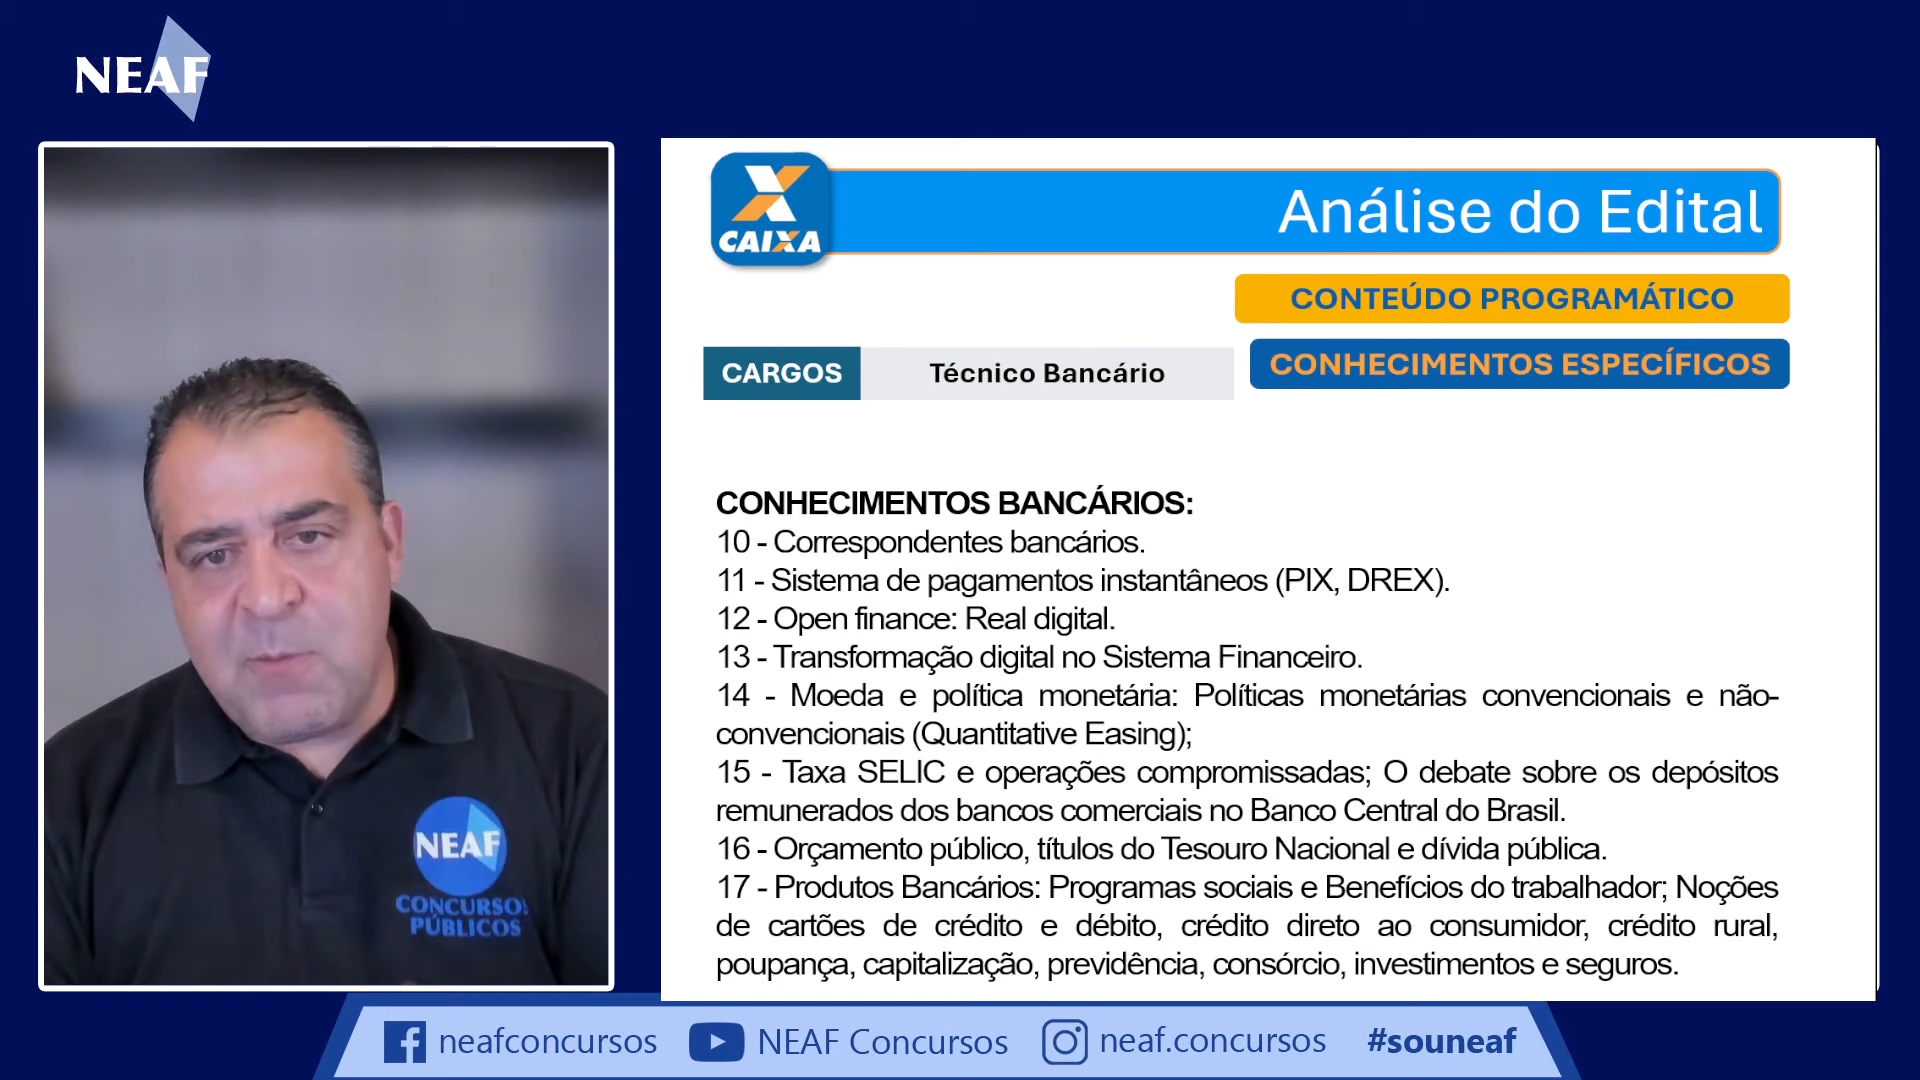 NEAF
CAIXA
Análise do Edital
CONTEÚDO PROGRAMÁTICO
CARGOS
Técnico Bancário
CONHECIMENTOS ESPECÍFICOS
CONHECIMENTOS BANCÁRIOS:
10 - Correspondentes bancários.
11 - Sistema de pagamentos instantâneos (PIX, DREX).
12 - Open finance: Real digital.
13 - Transformação digital no Sistema Financeiro.
14 - Moeda e política monetária: Políticas monetárias convencionais e não-
convencionais (Quantitative Easing);
15 - Taxa SELIC e operações compromissadas; O debate sobre os depósitos
remunerados dos bancos comerciais no Banco Central do Brasil.
16 - Orçamento público, títulos do Tesouro Nacional e dívida pública.
17 - Produtos Bancários: Programas sociais e Benefícios do trabalhador; Noções
de cartões de crédito e débito, crédito direto ao consumidor, crédito rural,
poupança, capitalização, previdência, consórcio, investimentos e seguros.
NEAF
CONCURSOS
PÚBLICOS
neafconcursos
NEAF Concursos
neaf.concursos
#souneaf